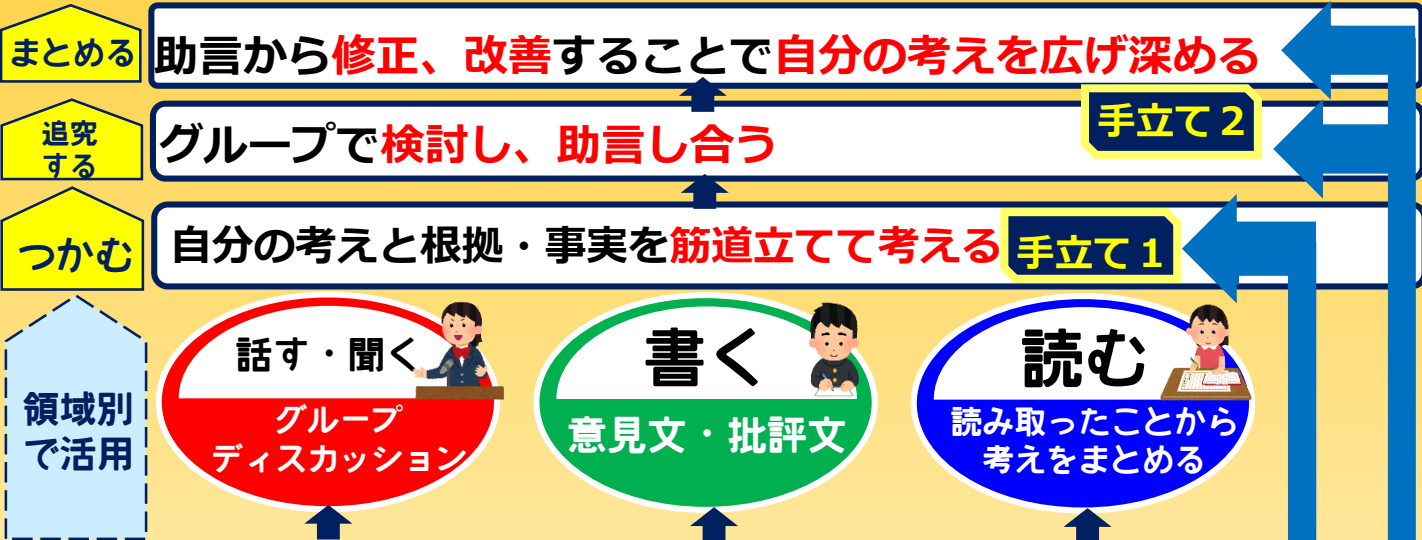 まとめる
助言から修正、改善することで自分の考えを広げ深める
追究
する
グループで検討し、助言し合う
手立て２
つかむ
自分の考えと根拠・事実を筋道立てて考える
手立て１
領域別
で活用
話す・聞く
グループ
ディスカッション
書く
意見文・批評文
読む
読み取ったことから
考えをまとめる